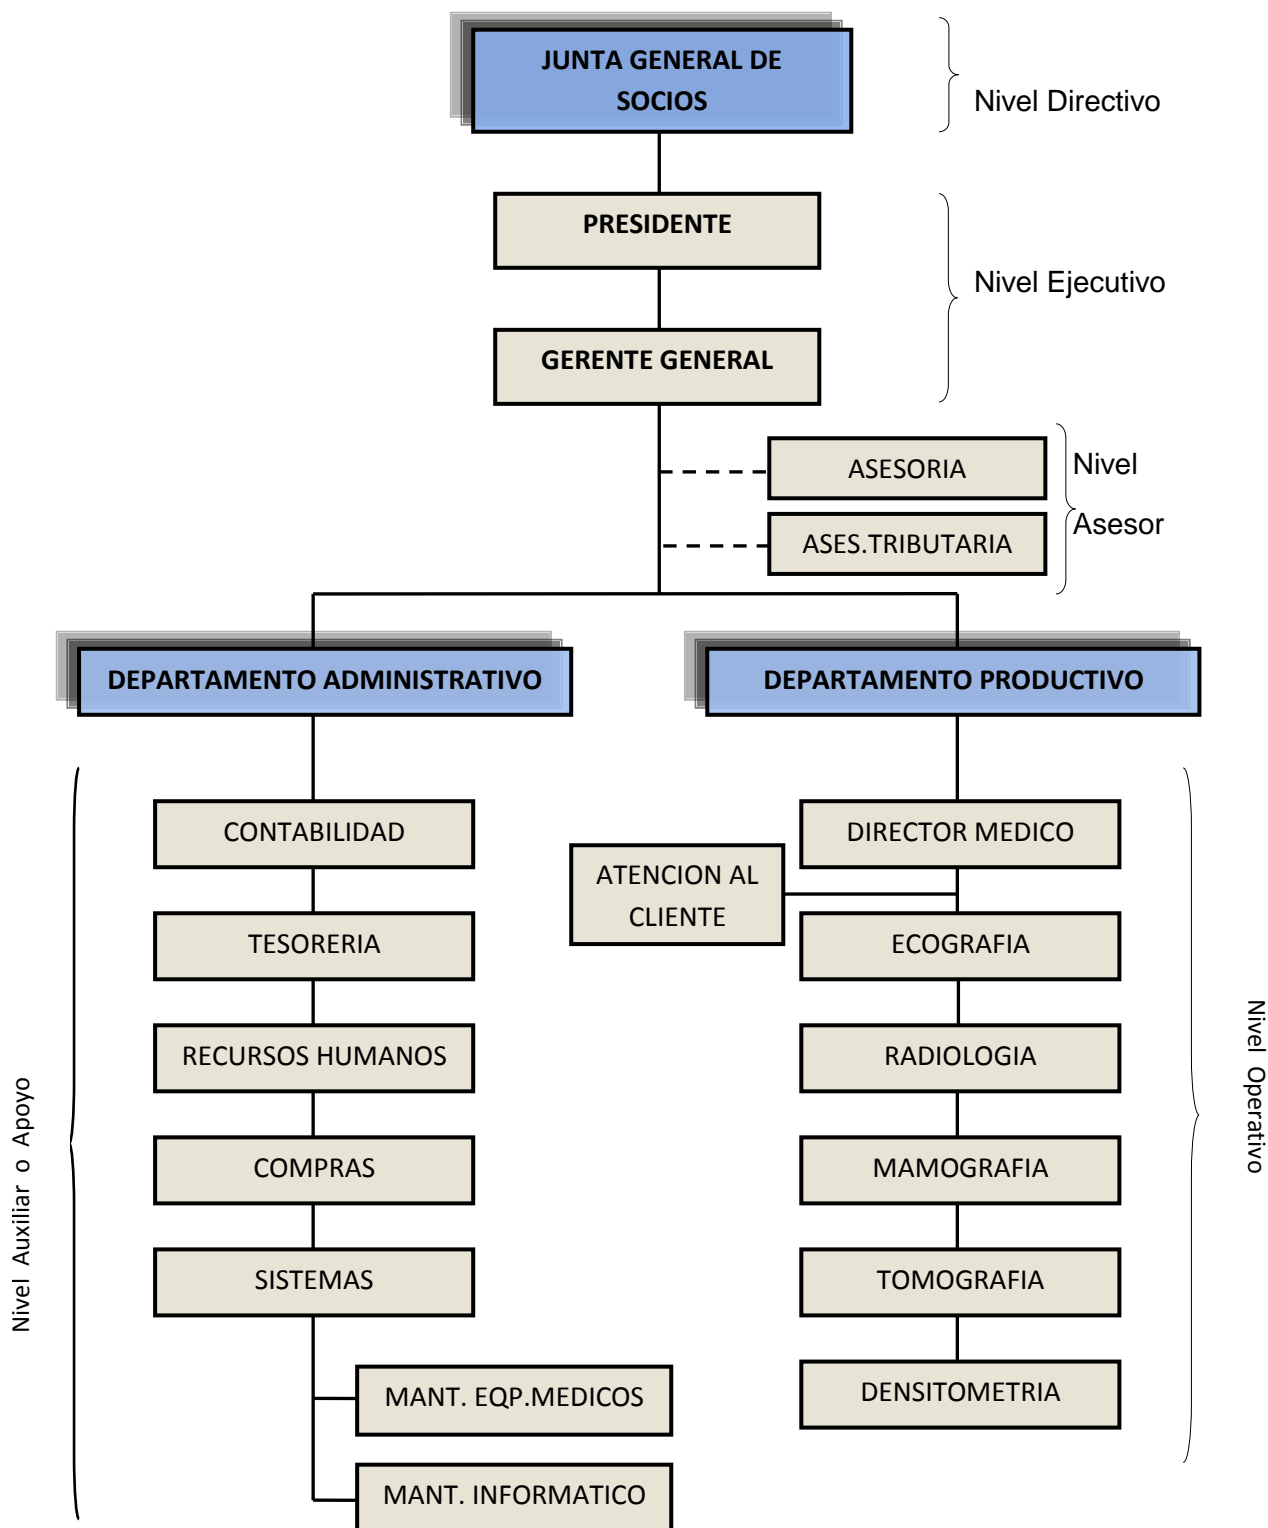 JUNTA GENERAL DE
SOCIOS
Nivel Directivo
PRESIDENTE
Nivel Ejecutivo
GERENTE GENERAL
ASESORIA
Nivel
Asesor
ASES.TRIBUTARIA
DEPARTAMENTO ADMINISTRATIVO
DEPARTAMENTO PRODUCTIVO
Nivel Auxiliar o Apoyo
CONTABILIDAD
TESORERIA
RECURSOS HUMANOS
COMPRAS
SISTEMAS
MANT. EQP.MEDICOS
MANT. INFORMATICO
DIRECTOR MEDICO
ATENCION AL
CLIENTE
ECOGRAFIA
RADIOLOGIA
MAMOGRAFIA
TOMOGRAFIA
DENSITOMETRIA
Nivel Operativo